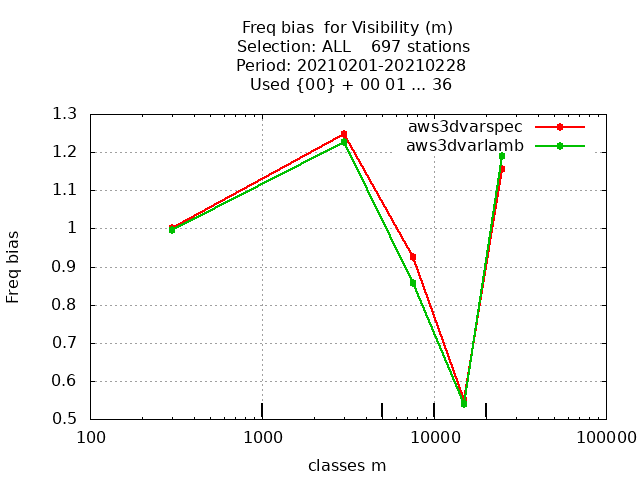 Freq bias  for Visibility (m)
Selection: ALL    697 stations
Period: 20210201-20210228
Used {00} + 00 01 ... 36
aws3dvarspec
aws3dvarlamb
1.3
1.2
1.1
1
0.9
0.8
0.7
0.6
0.5
Freq bias
100
1000
10000
100000
classes m